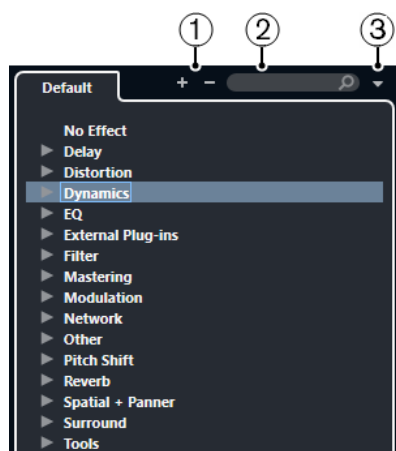 1 2 3
Default + −
No Effect
Delay
Distortion
Dynamics
EQ
External Plug-ins
Filter
Mastering
Modulation
Network
Other
Pitch Shift
Reverb
Spatial + Panner
Surround
Tools